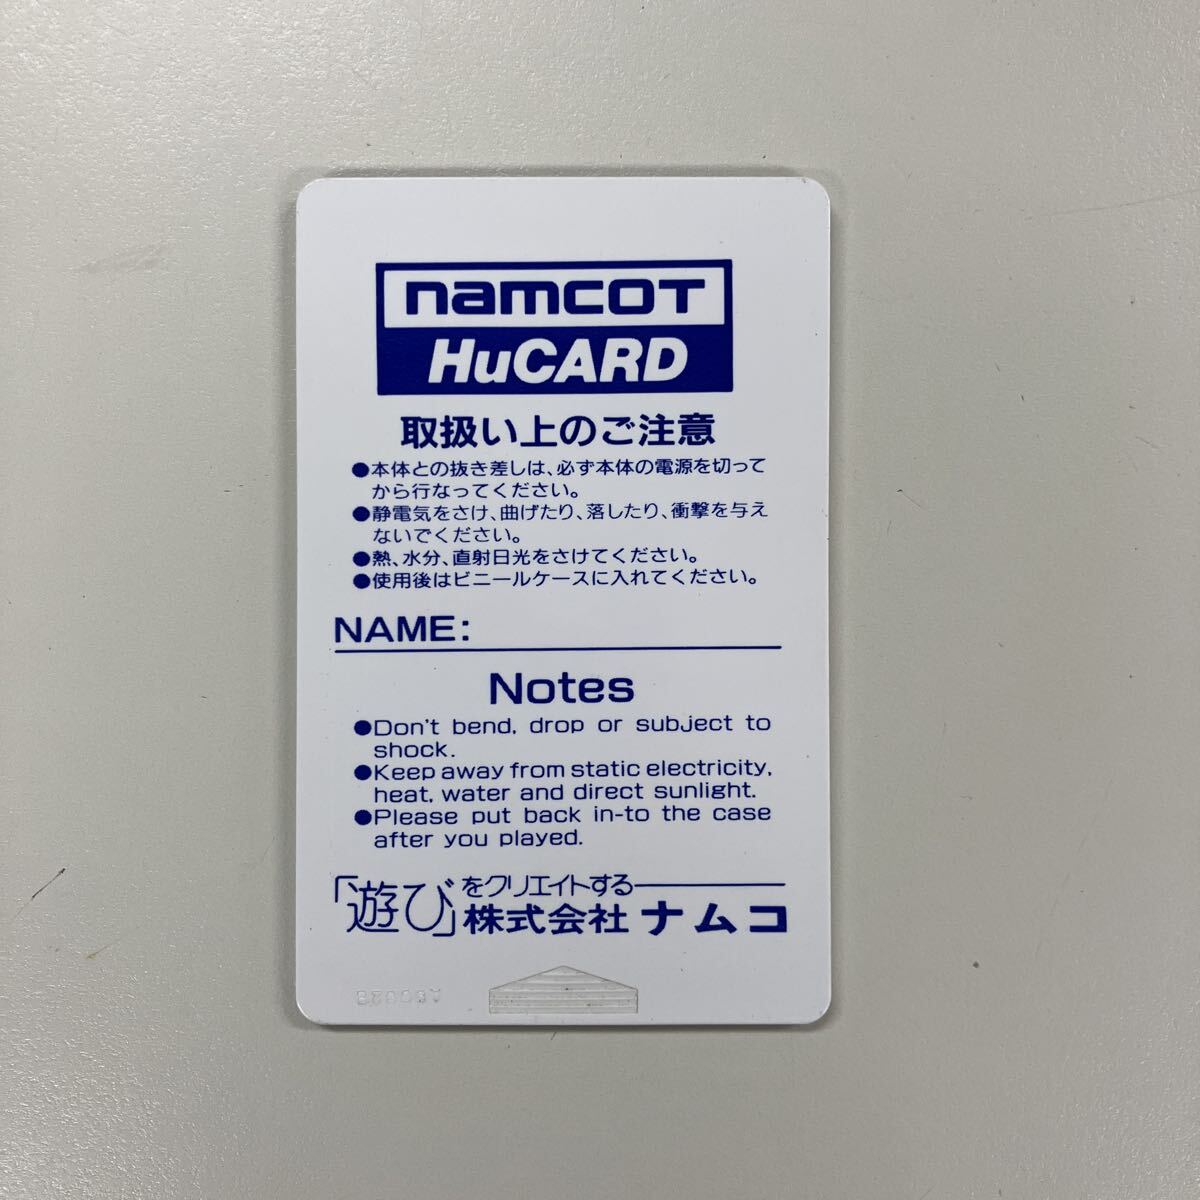 namcoT
HuCARD
取扱い上のご注意
●本体との抜き差しは、必ず本体の電源を切って
から行なってください。
●静電気をさけ、曲げたり、落したり、衝撃を与え
ないでください。
●熱、水分、直射日光をさけてください。
●使用後はビニールケースに入れてください。
NAME:
Notes
●Don't bend, drop or subject to
shock.
●Keep away from static electricity,
heat, water and direct sunlight.
●Please put back in-to the case
after you played.
「遊び」をクリエイトする
株式会社ナムコ